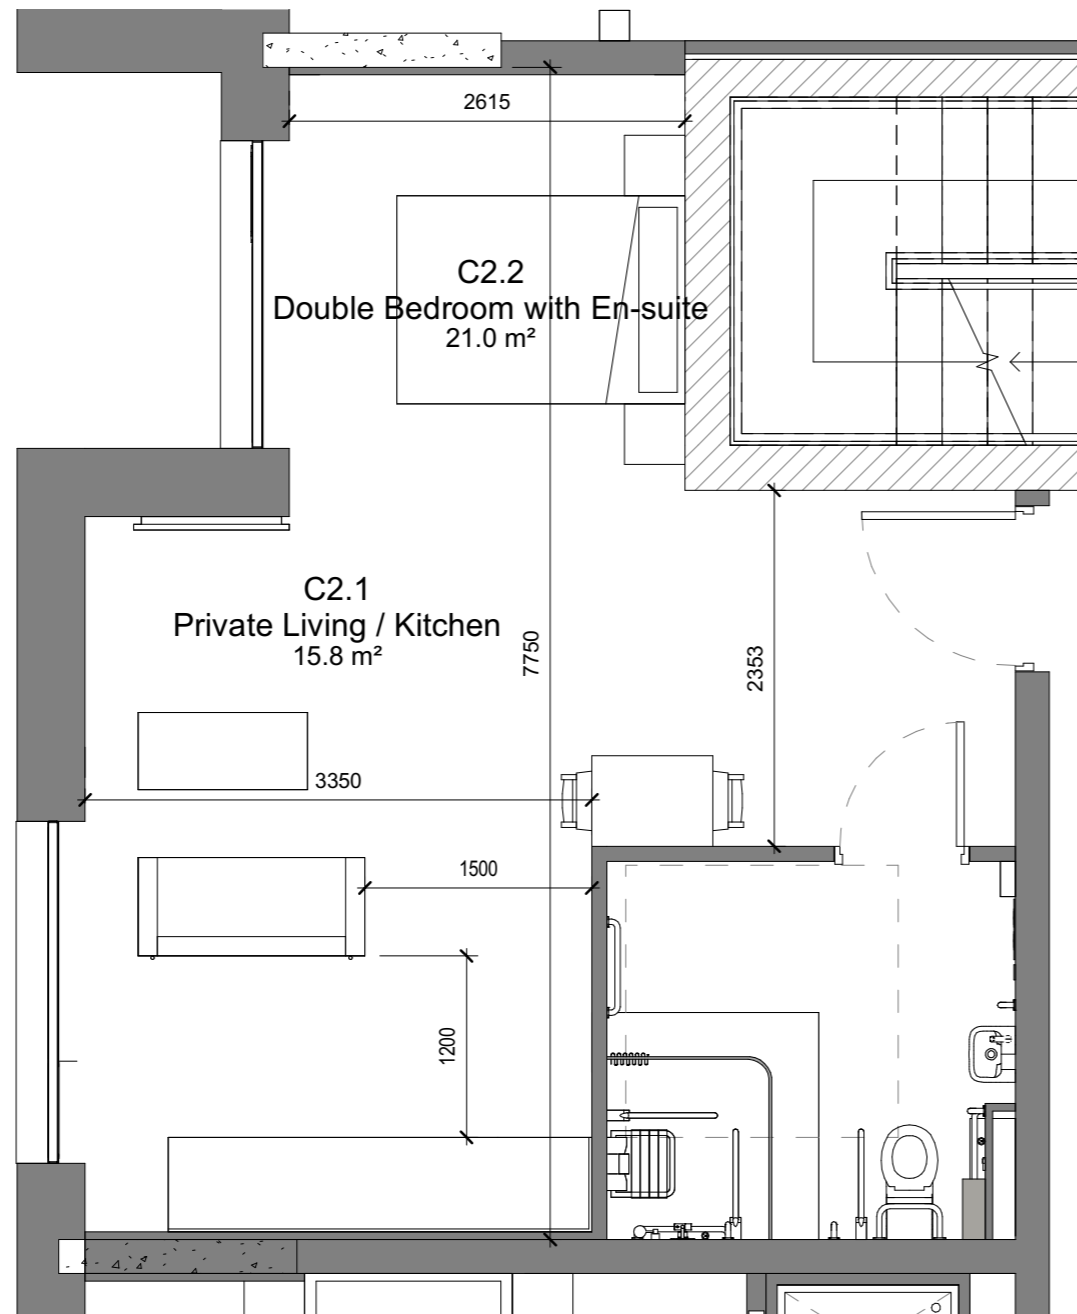 2615
C2.2
Double Bedroom with En-suite
21.0 m²
C2.1
Private Living / Kitchen
15.8 m²
7750
2353
3350
1500
1200